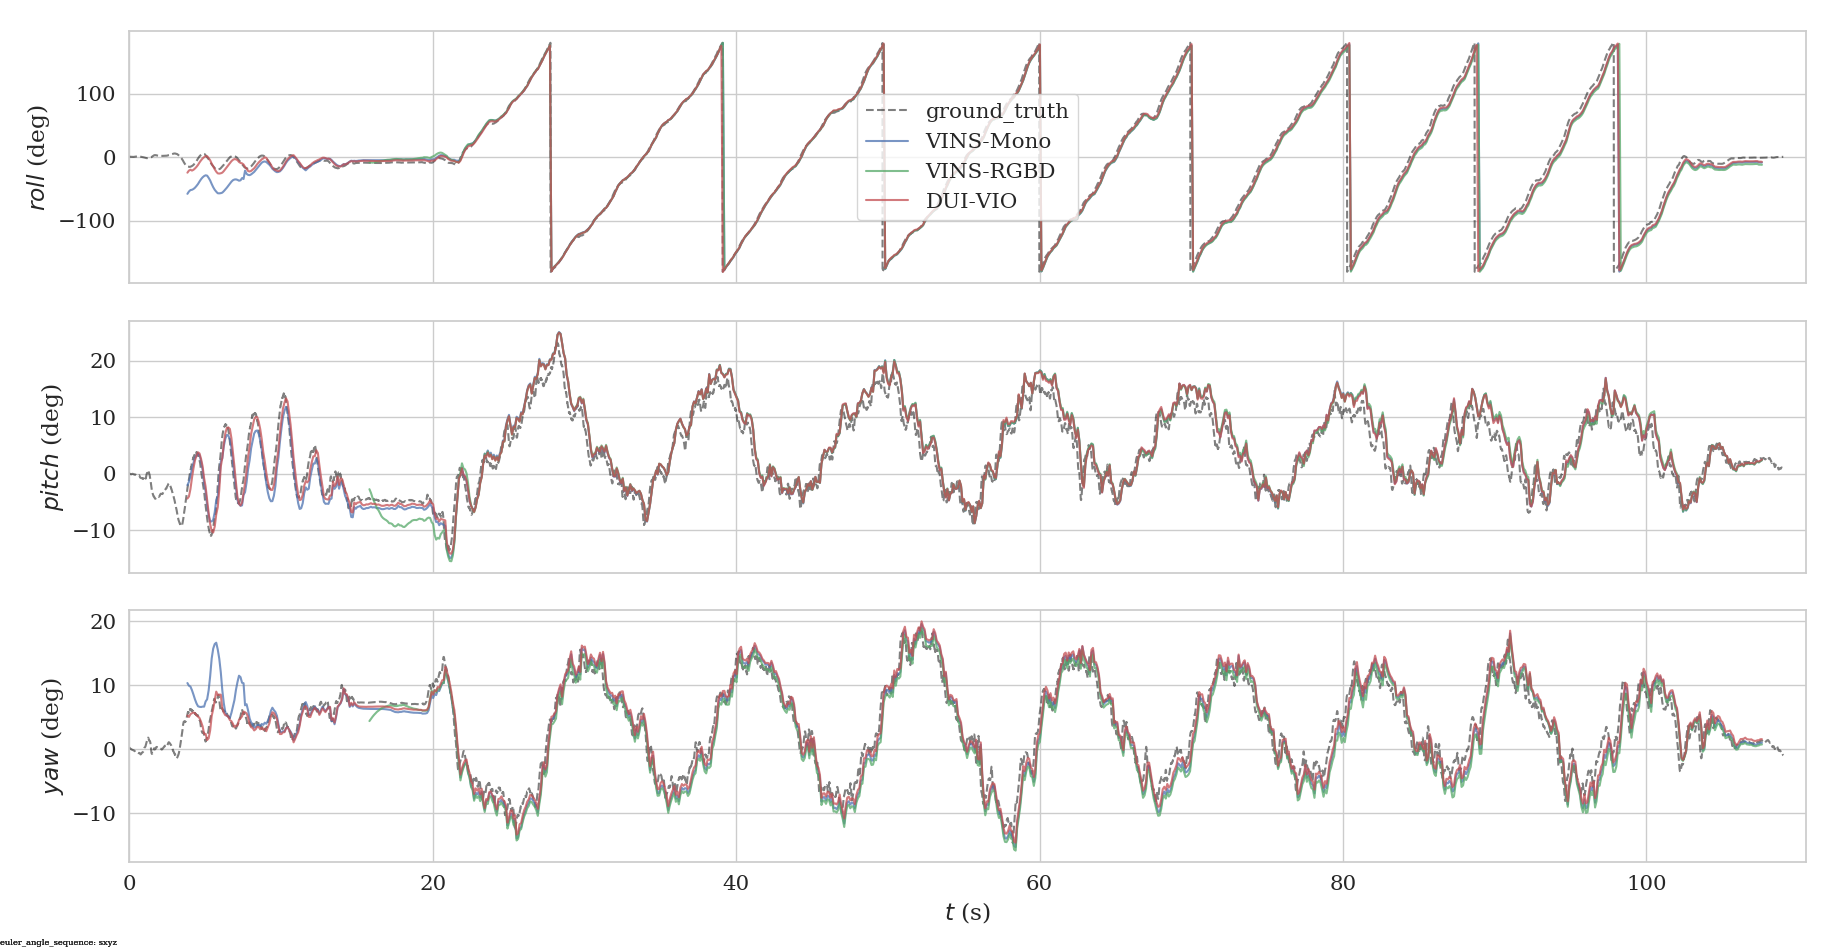 100
0
−100
roll (deg)
ground_truth
VINS-Mono
VINS-RGBD
DUI-VIO
20
10
0
−10
pitch (deg)
20
10
0
−10
yaw (deg)
0 20 40 60 80 100
t (s)
euler_angle_sequence: sxyz